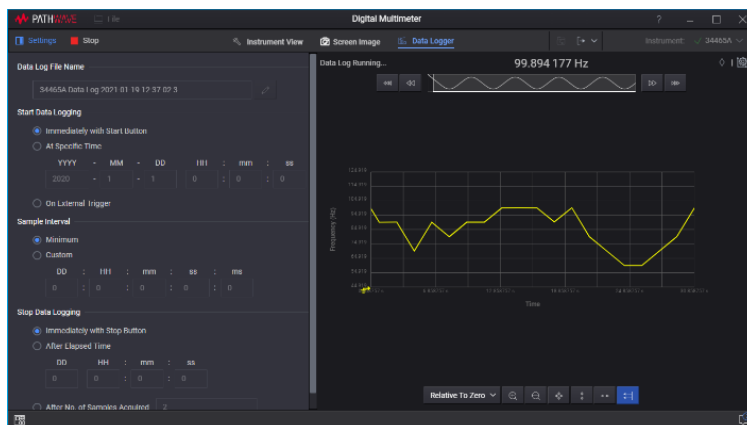 PATHWAVE
File
Digital Multimeter
?
Settings
Stop
Instrument View
Screen Image
Data Logger
Instrument:
34465A
Data Log File Name
34465A Data Log 2021 01 19 12 37 02 3
Start Data Logging
Immediately with Start Button
At Specific Time
YYYY - MM - DD HH : mm : ss
2020 - 1 - 1 0 : 0 : 0
On External Trigger
Sample Interval
Minimum
Custom
DD : HH : mm : ss : ms
0 : 0 : 0 : 0 : 0
Stop Data Logging
Immediately with Stop Button
After Elapsed Time
DD HH : mm : ss
0 0 : 0 : 0
After No. of Samples Acquired 2
Data Log Running...
99.894 177 Hz
Frequency (Hz)
Time
Relative To Zero